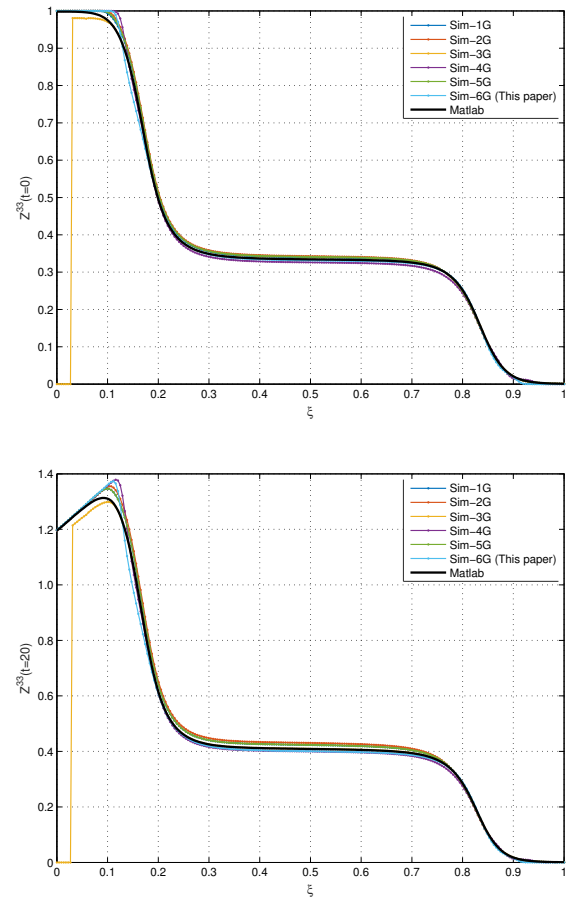 1
0.9
0.8
0.7
0.6
0.5
0.4
0.3
0.2
0.1
0
Z³³(t=0)
Sim-1G
Sim-2G
Sim-3G
Sim-4G
Sim-5G
Sim-6G (This paper)
Matlab
0 0.1 0.2 0.3 0.4 0.5 0.6 0.7 0.8 0.9 1
ξ
1.4
1.2
1.0
0.8
0.6
0.4
0.2
0
Z³³(t=20)
Sim-1G
Sim-2G
Sim-3G
Sim-4G
Sim-5G
Sim-6G (This paper)
Matlab
0 0.1 0.2 0.3 0.4 0.5 0.6 0.7 0.8 0.9 1
ξ